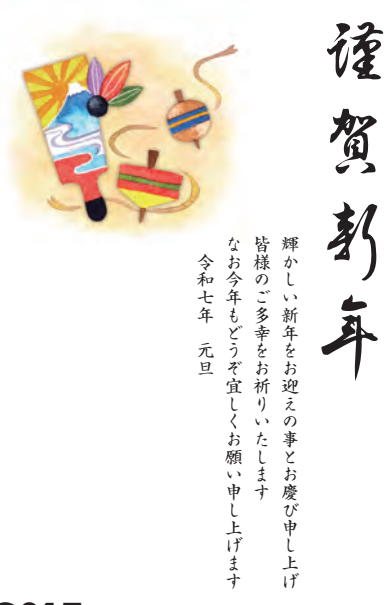 謹賀新年
輝かしい新年をお迎えの事とお慶び申し上げ
皆様のご多幸をお祈りいたします
なお今年もどうぞ宜しくお願い申し上げます
令和七年　元旦